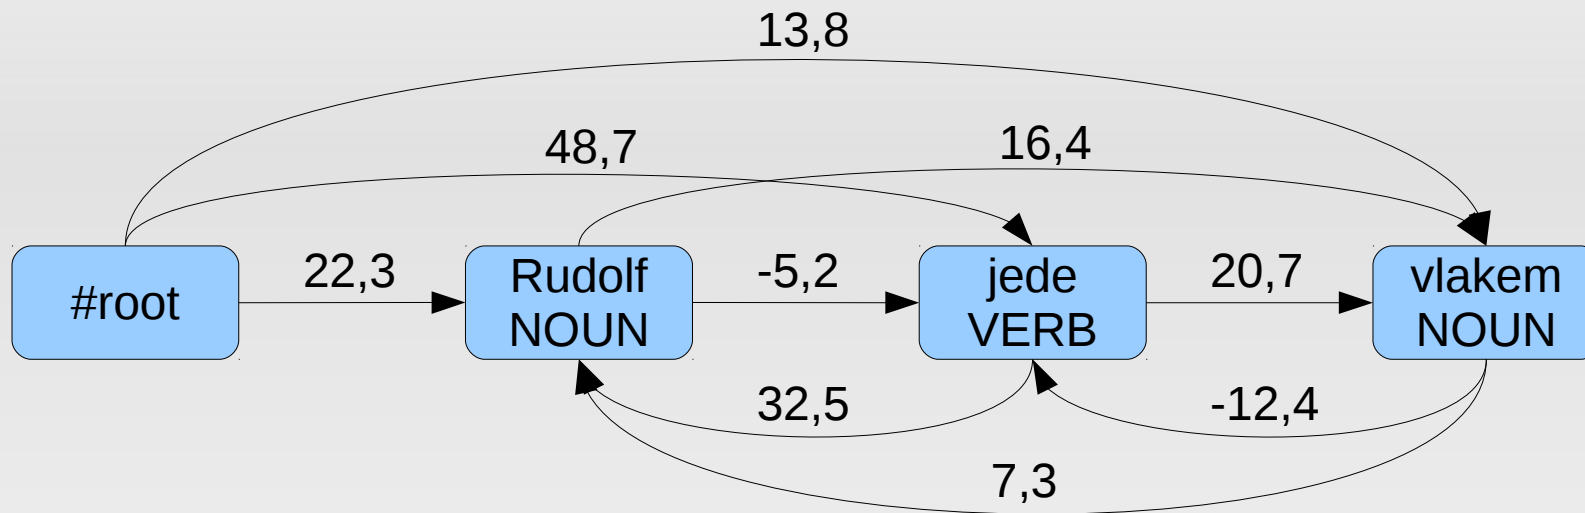 13,8
48,7
16,4
#root
22,3
Rudolf
NOUN
-5,2
jede
VERB
20,7
vlakem
NOUN
32,5
-12,4
7,3